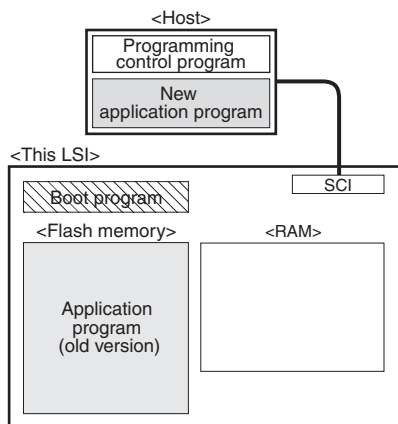 <Host>
Programming
control program
New
application program
<This LSI>
SCI
Boot program
<Flash memory>
<RAM>
Application
program
(old version)